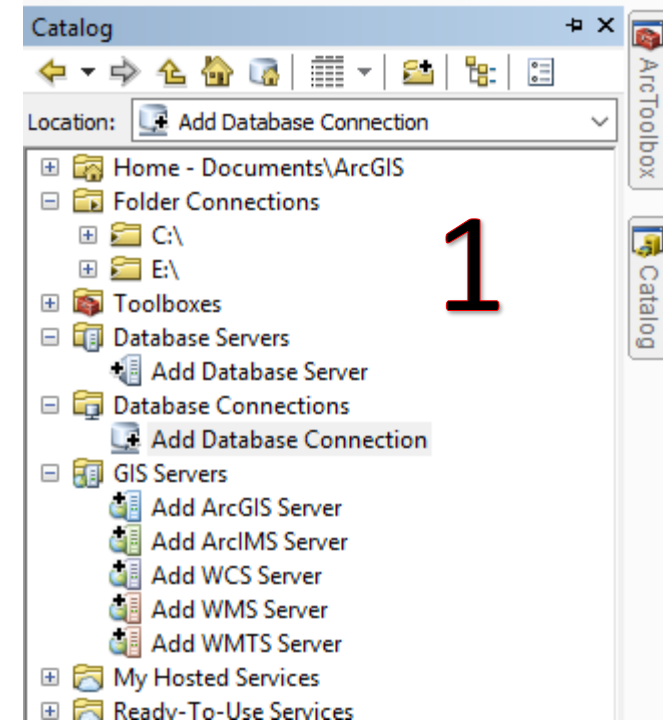 Catalog
Location: Add Database Connection
Home - Documents\ArcGIS
Folder Connections
C:\
E:\
1
Toolboxes
Database Servers
Add Database Server
Database Connections
Add Database Connection
GIS Servers
Add ArcGIS Server
Add ArcIMS Server
Add WCS Server
Add WMS Server
Add WMTS Server
My Hosted Services
Ready-To-Use Services
ArcToolbox
Catalog